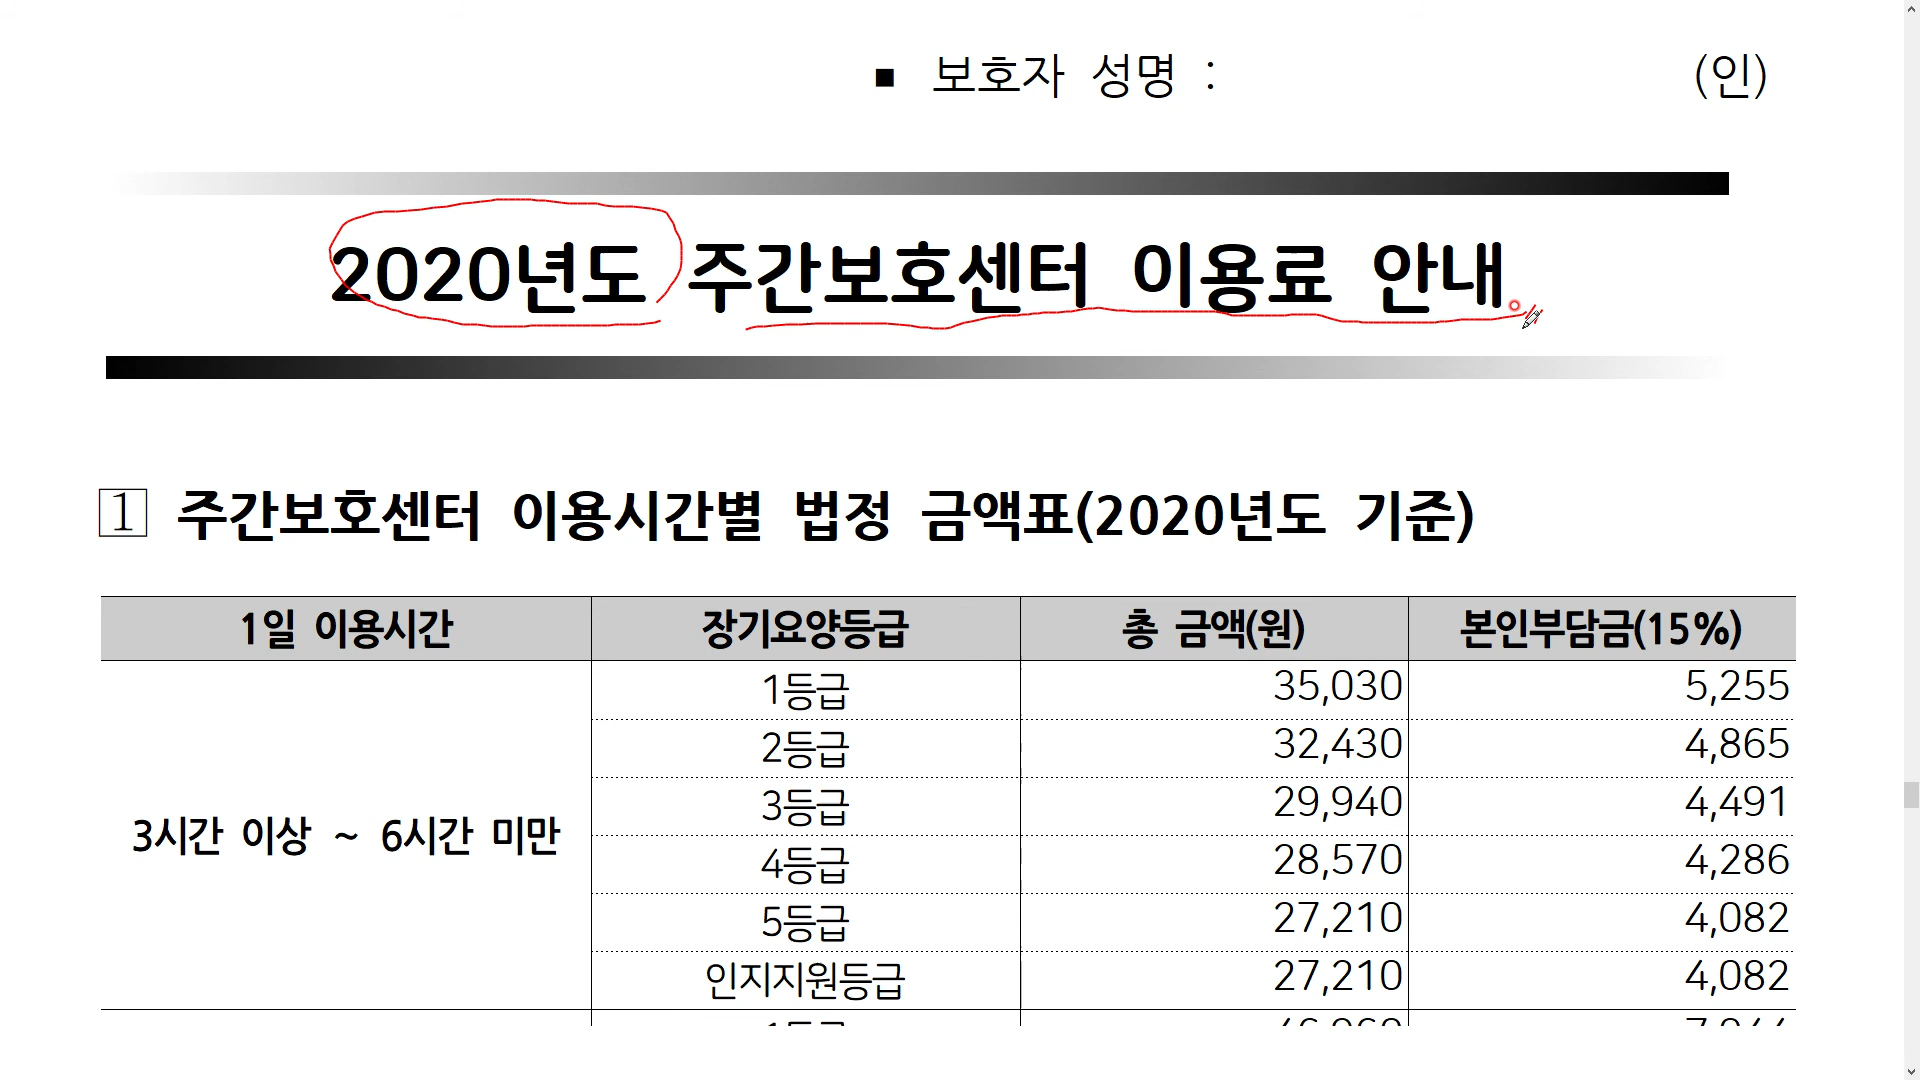 ■ 보호자 성명 : (인)
2020년도 주간보호센터 이용료 안내
1 주간보호센터 이용시간별 법정 금액표(2020년도 기준)
1일 이용시간 장기요양등급 총 금액(원) 본인부담금(15%)
1등급 35,030 5,255
2등급 32,430 4,865
3등급 29,940 4,491
3시간 이상 ~ 6시간 미만
4등급 28,570 4,286
5등급 27,210 4,082
인지지원등급 27,210 4,082